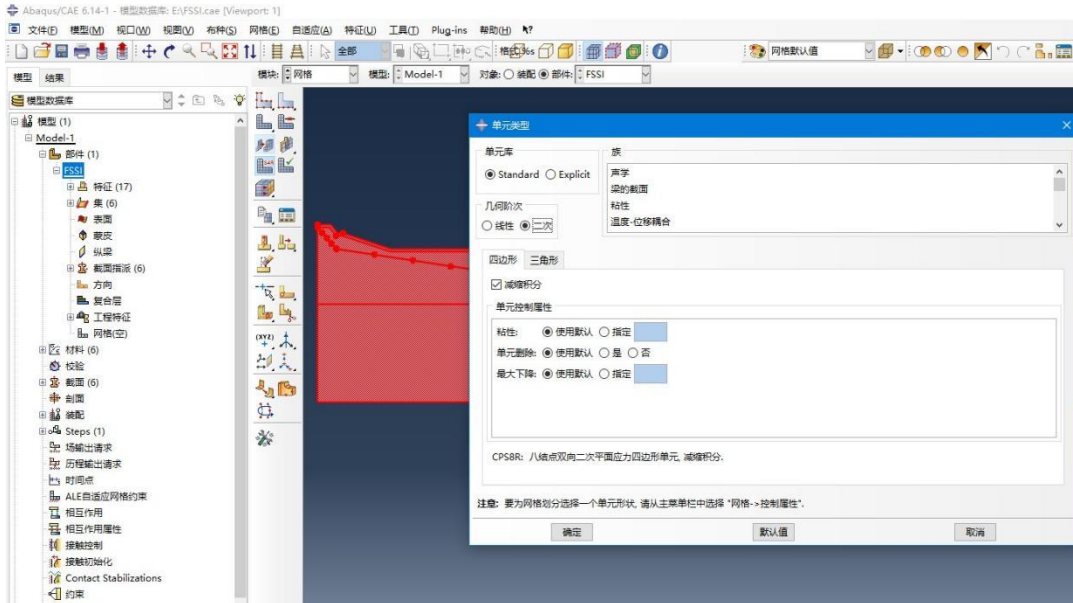 Abaqus/CAE 6.14-1 - 模型数据库: E:\FSSI.cae [Viewport: 1]
文件(F) 模型(M) 视口(W) 视图(V) 布种(S) 网格(E) 自适应(A) 特征(U) 工具(T) Plug-ins 帮助(H)
全部
网格默认值
模型 结果
模块: 网格 模型: Model-1 对象: 装配 部件: FSSI
模型数据库
模型 (1)
Model-1
部件 (1)
FSSI
特征 (17)
集 (6)
表面
蒙皮
纵梁
截面指派 (6)
方向
复合层
工程特征
网格(空)
材料 (6)
校验
截面 (6)
剖面
装配
Steps (1)
场输出请求
历程输出请求
时间点
ALE自适应网格约束
相互作用
相互作用属性
接触控制
接触初始化
Contact Stabilizations
约束
(XYZ)
单元类型
单元库
Standard Explicit
几何阶次
线性 二次
族
声学
梁的截面
粘性
温度-位移耦合
四边形 三角形
减缩积分
单元控制属性
粘性: 使用默认 指定
单元删除: 使用默认 是 否
最大下降: 使用默认 指定
CPS8R: 八结点双向二次平面应力四边形单元, 减缩积分.
注意: 要为网格划分选择一个单元形状, 请从主菜单栏中选择 "网格->控制属性".
确定 默认值 取消